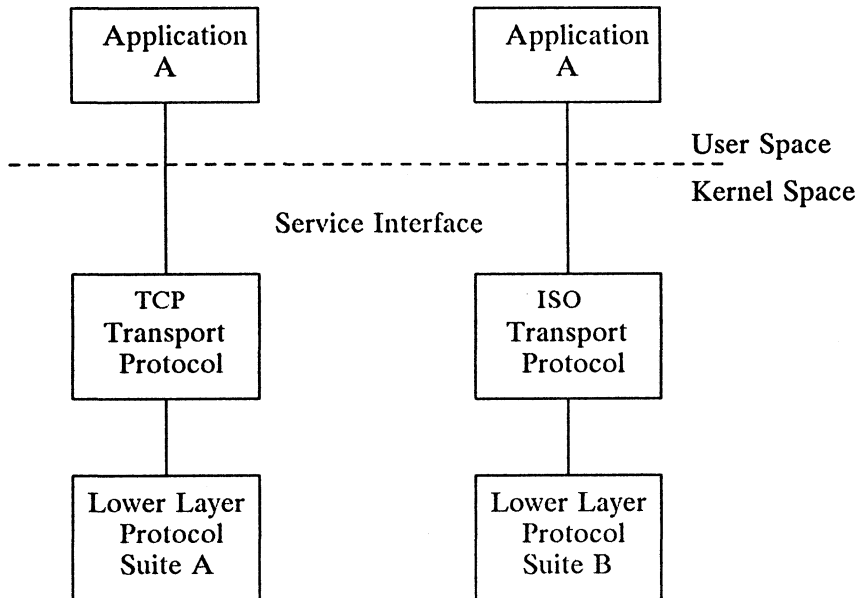 Application
A
Application
A
User Space
Kernel Space
Service Interface
TCP
Transport
Protocol
ISO
Transport
Protocol
Lower Layer
Protocol
Suite A
Lower Layer
Protocol
Suite B